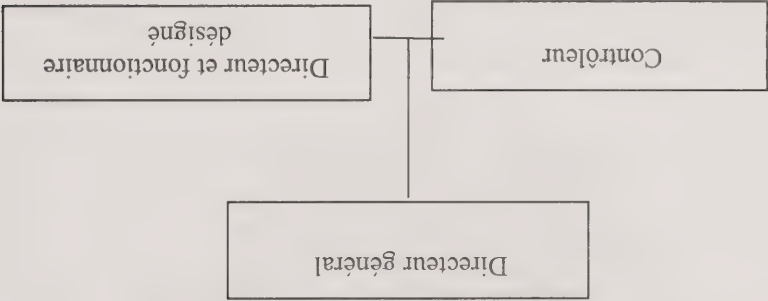 Directeur général
Contrôleur
Directeur et fonctionnaire
désigné